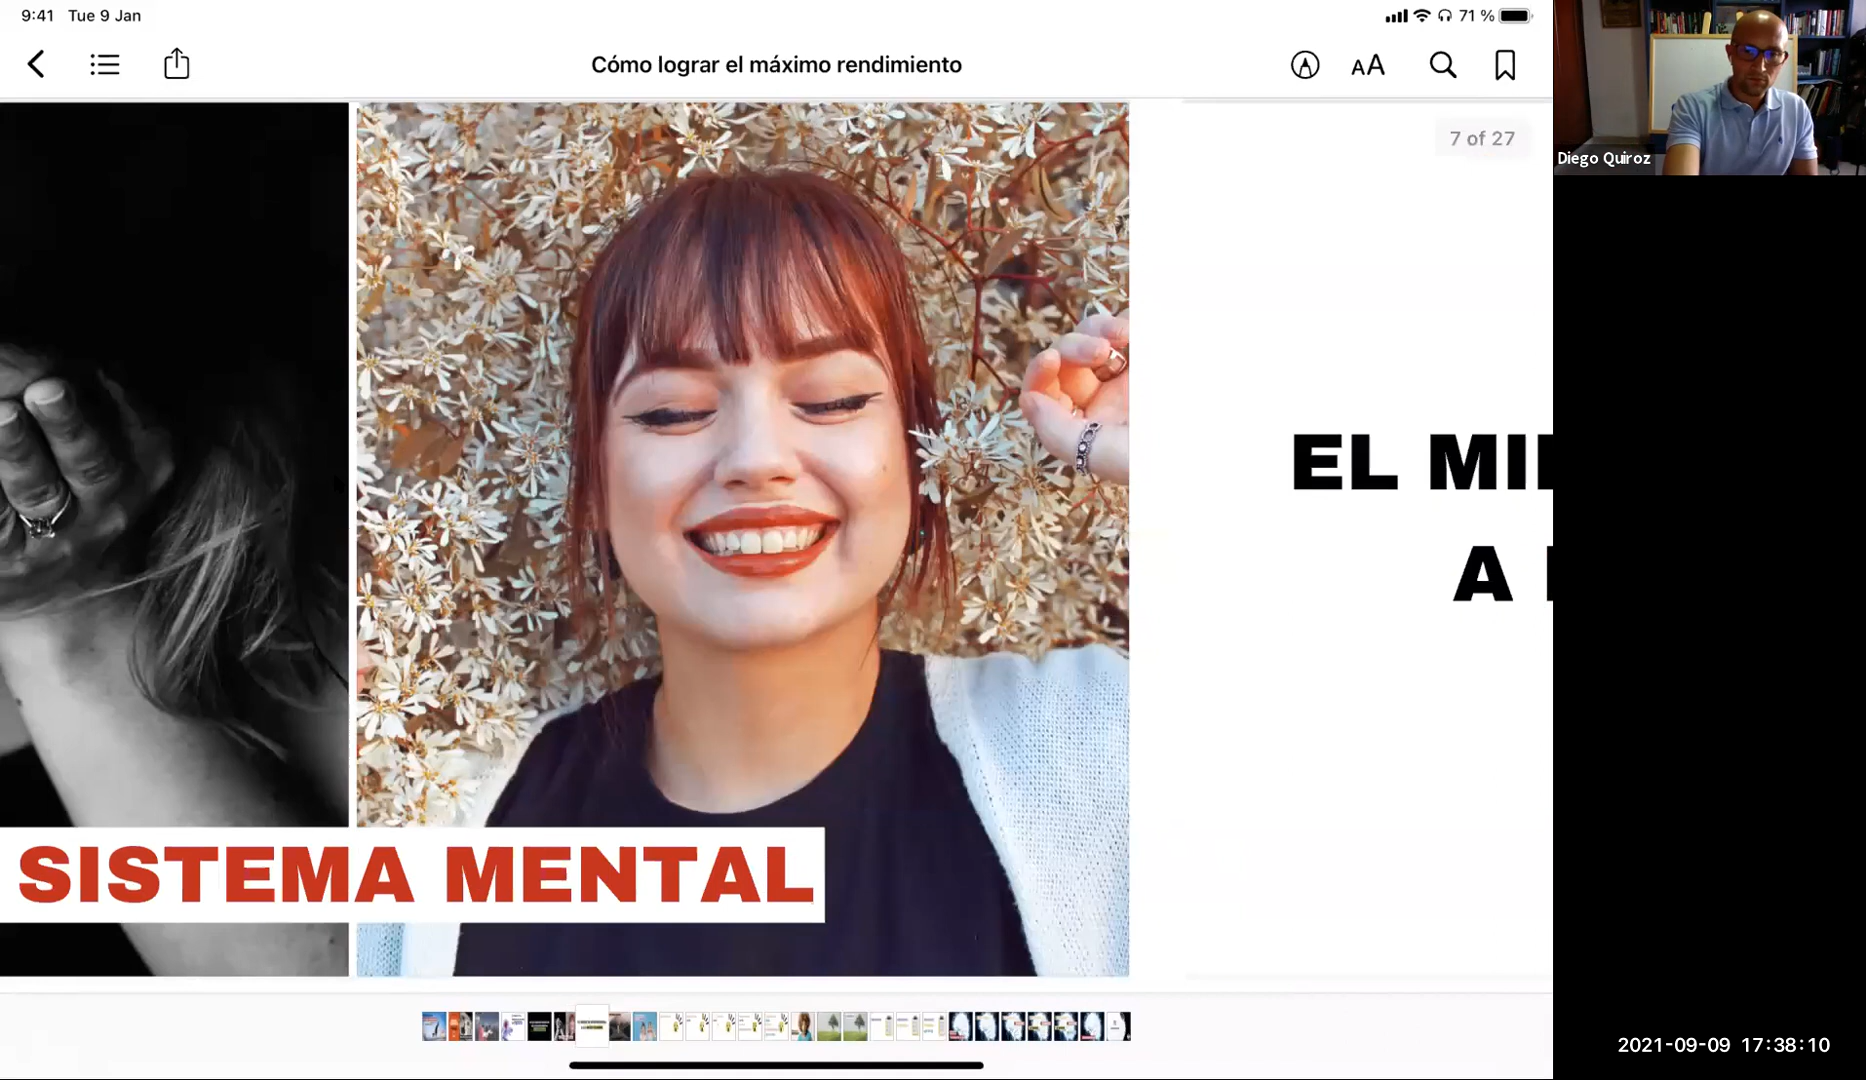 9:41 Tue 9 Jan
71 %
Cómo lograr el máximo rendimiento
AA
7 of 27
Diego Quiroz
EL MI
A
SISTEMA MENTAL
2021-09-09 17:38:10